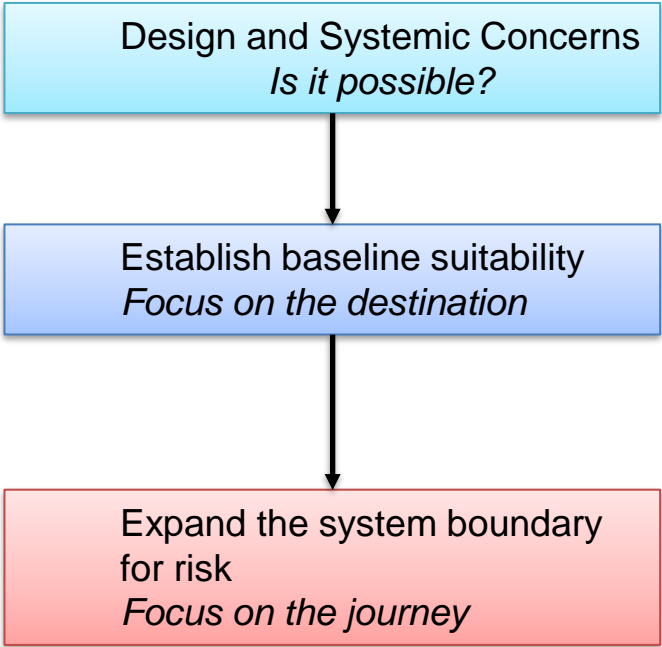 Design and Systemic Concerns
Is it possible?
Establish baseline suitability
Focus on the destination
Expand the system boundary
for risk
Focus on the journey